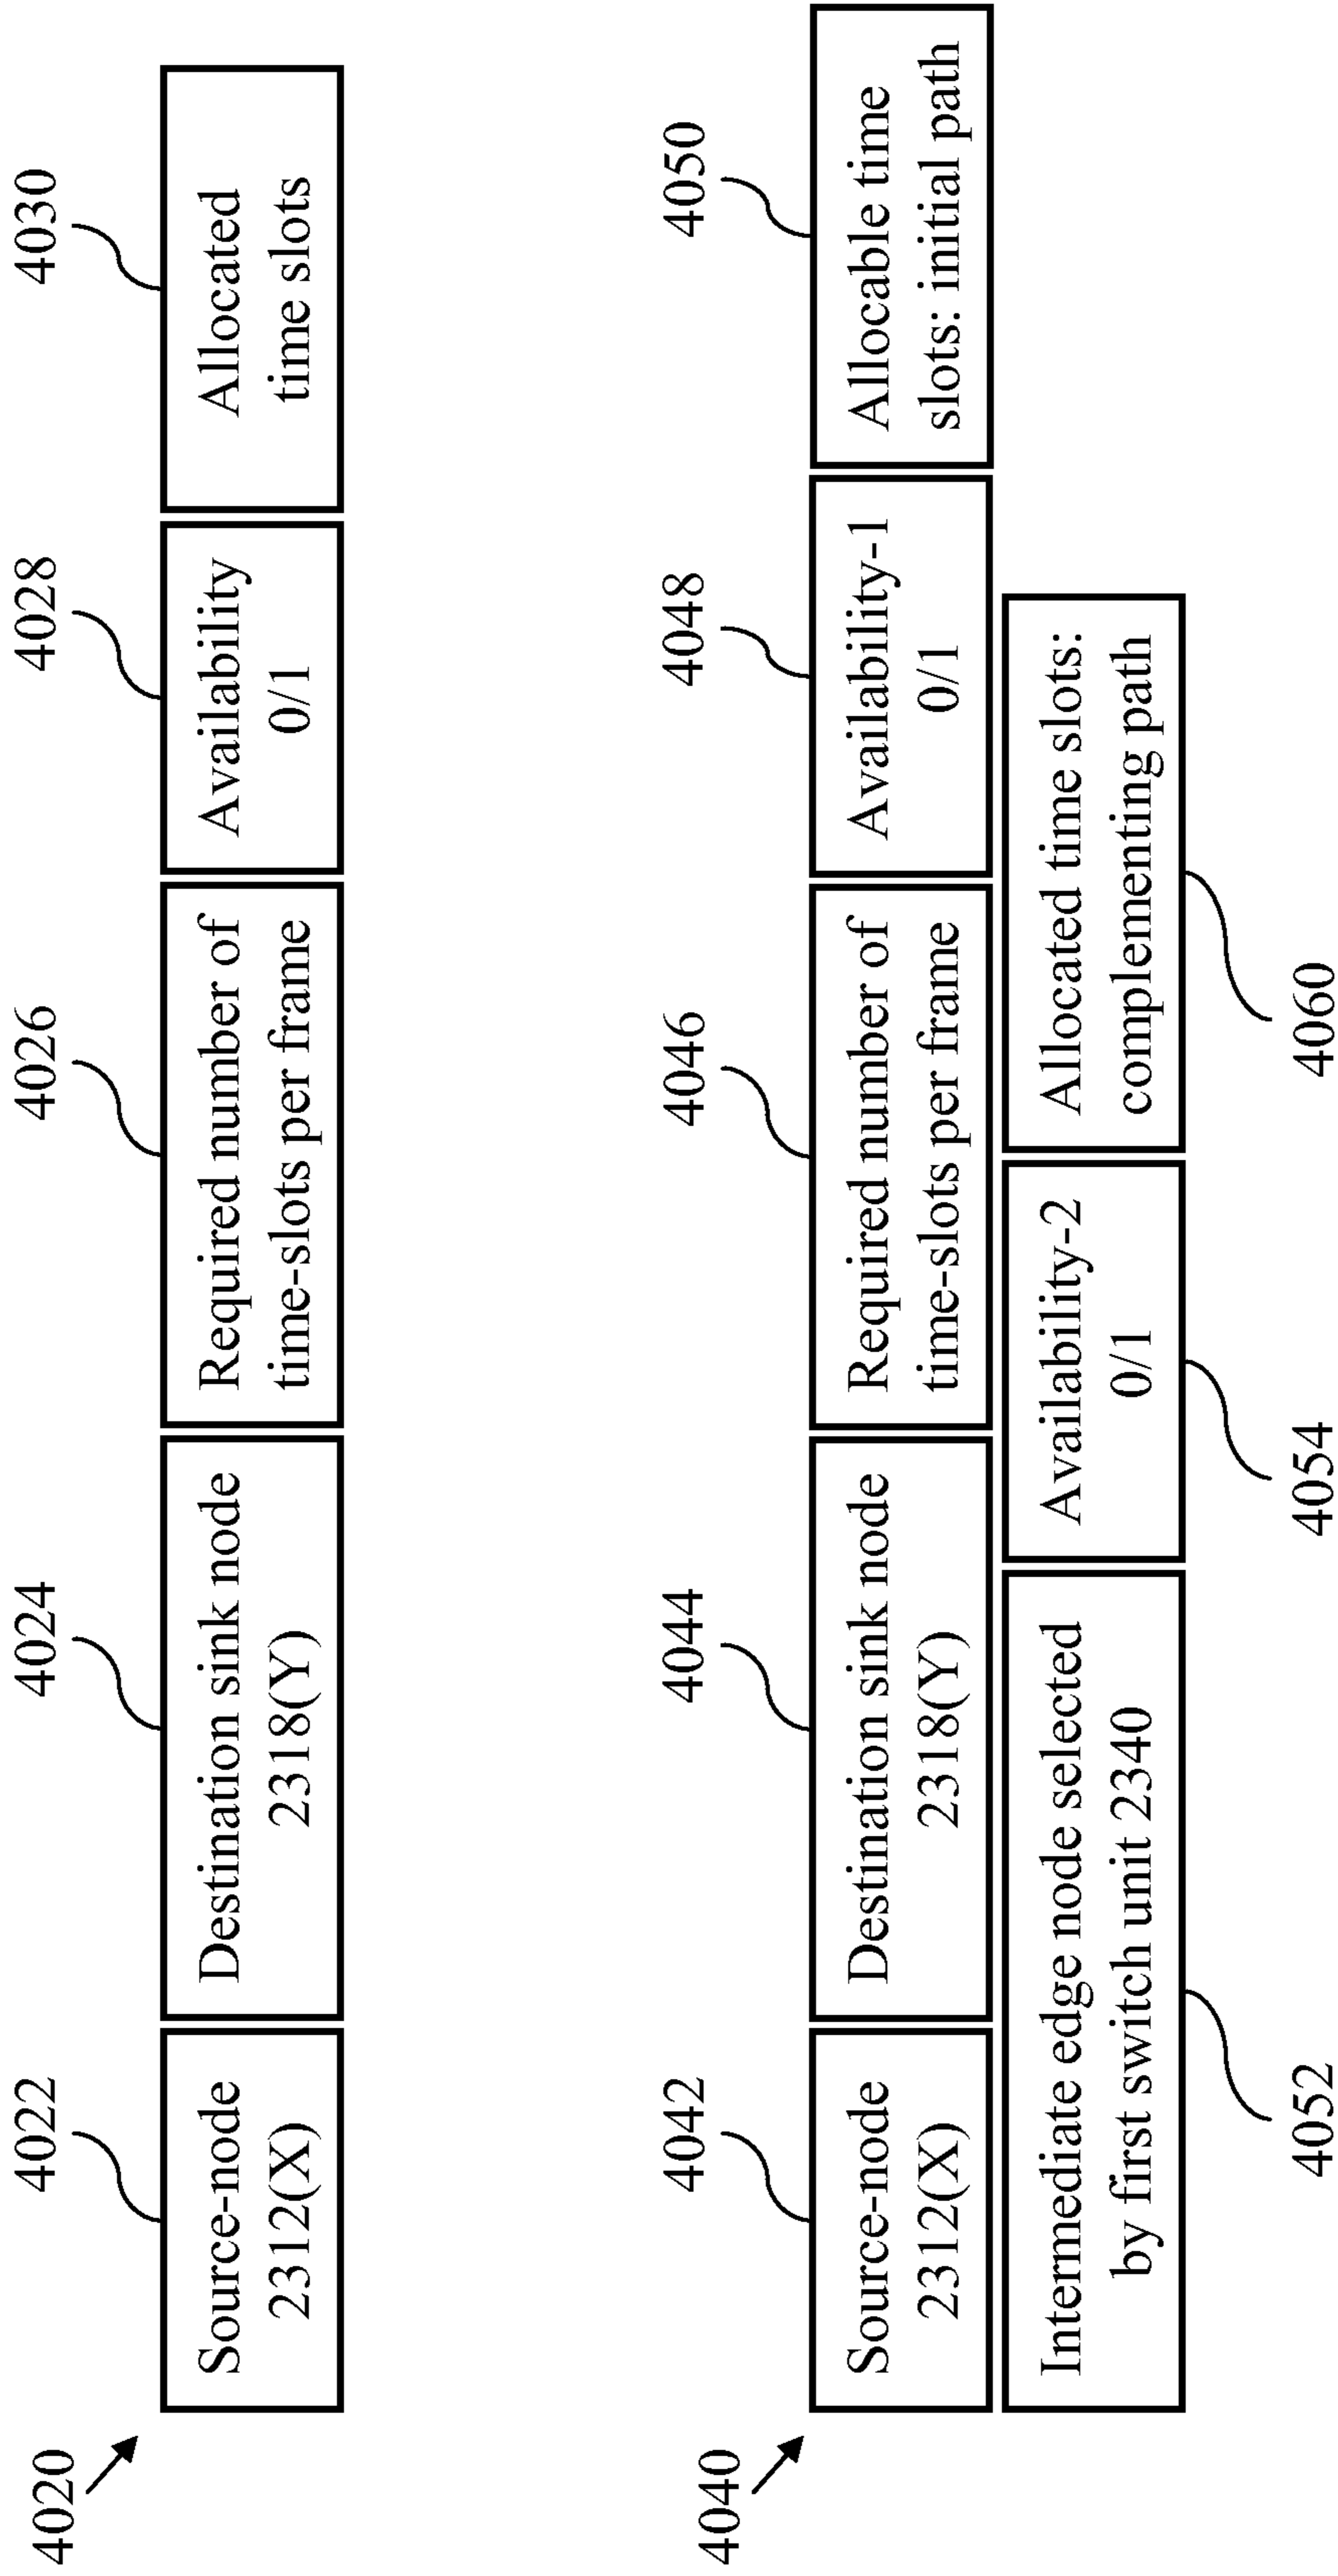 4020
4022
4024
4026
4028
4030
Source-node
2312(X)
Destination sink node
2318(Y)
Required number of
time-slots per frame
Availability
0/1
Allocated
time slots
4040
4042
4044
4046
4048
4050
Source-node
2312(X)
Destination sink node
2318(Y)
Required number of
time-slots per frame
Availability-1
0/1
Allocable time
slots: initial path
Intermediate edge node selected
by first switch unit 2340
Availability-2
0/1
Allocated time slots:
complementing path
4052
4054
4060